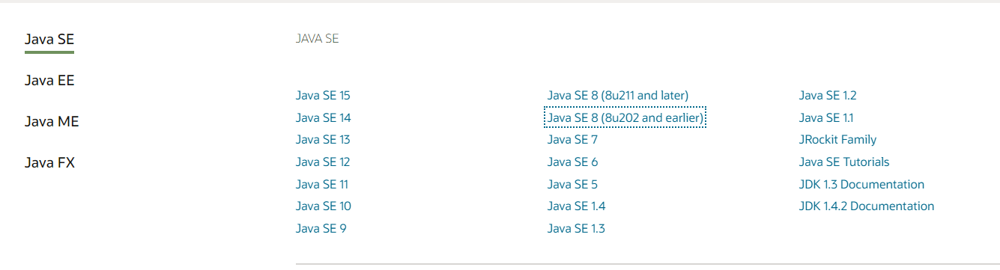 Java SE
Java EE
Java ME
Java FX
JAVA SE
Java SE 15
Java SE 14
Java SE 13
Java SE 12
Java SE 11
Java SE 10
Java SE 9
Java SE 8 (8u211 and later)
Java SE 8 (8u202 and earlier)
Java SE 7
Java SE 6
Java SE 5
Java SE 1.4
Java SE 1.3
Java SE 1.2
Java SE 1.1
JRockit Family
Java SE Tutorials
JDK 1.3 Documentation
JDK 1.4.2 Documentation